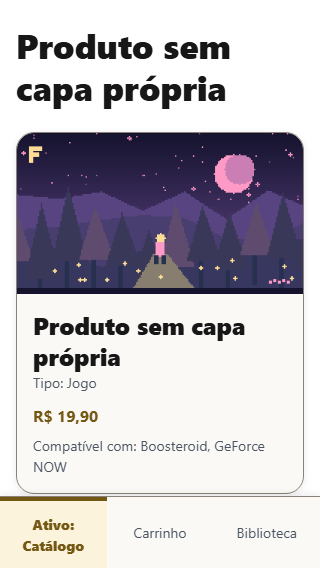 Produto sem
capa própria
F
Produto sem capa
própria
Tipo: Jogo
R$ 19,90
Compatível com: Boosteroid, GeForce
NOW
Ativo:
Catálogo
Carrinho
Biblioteca